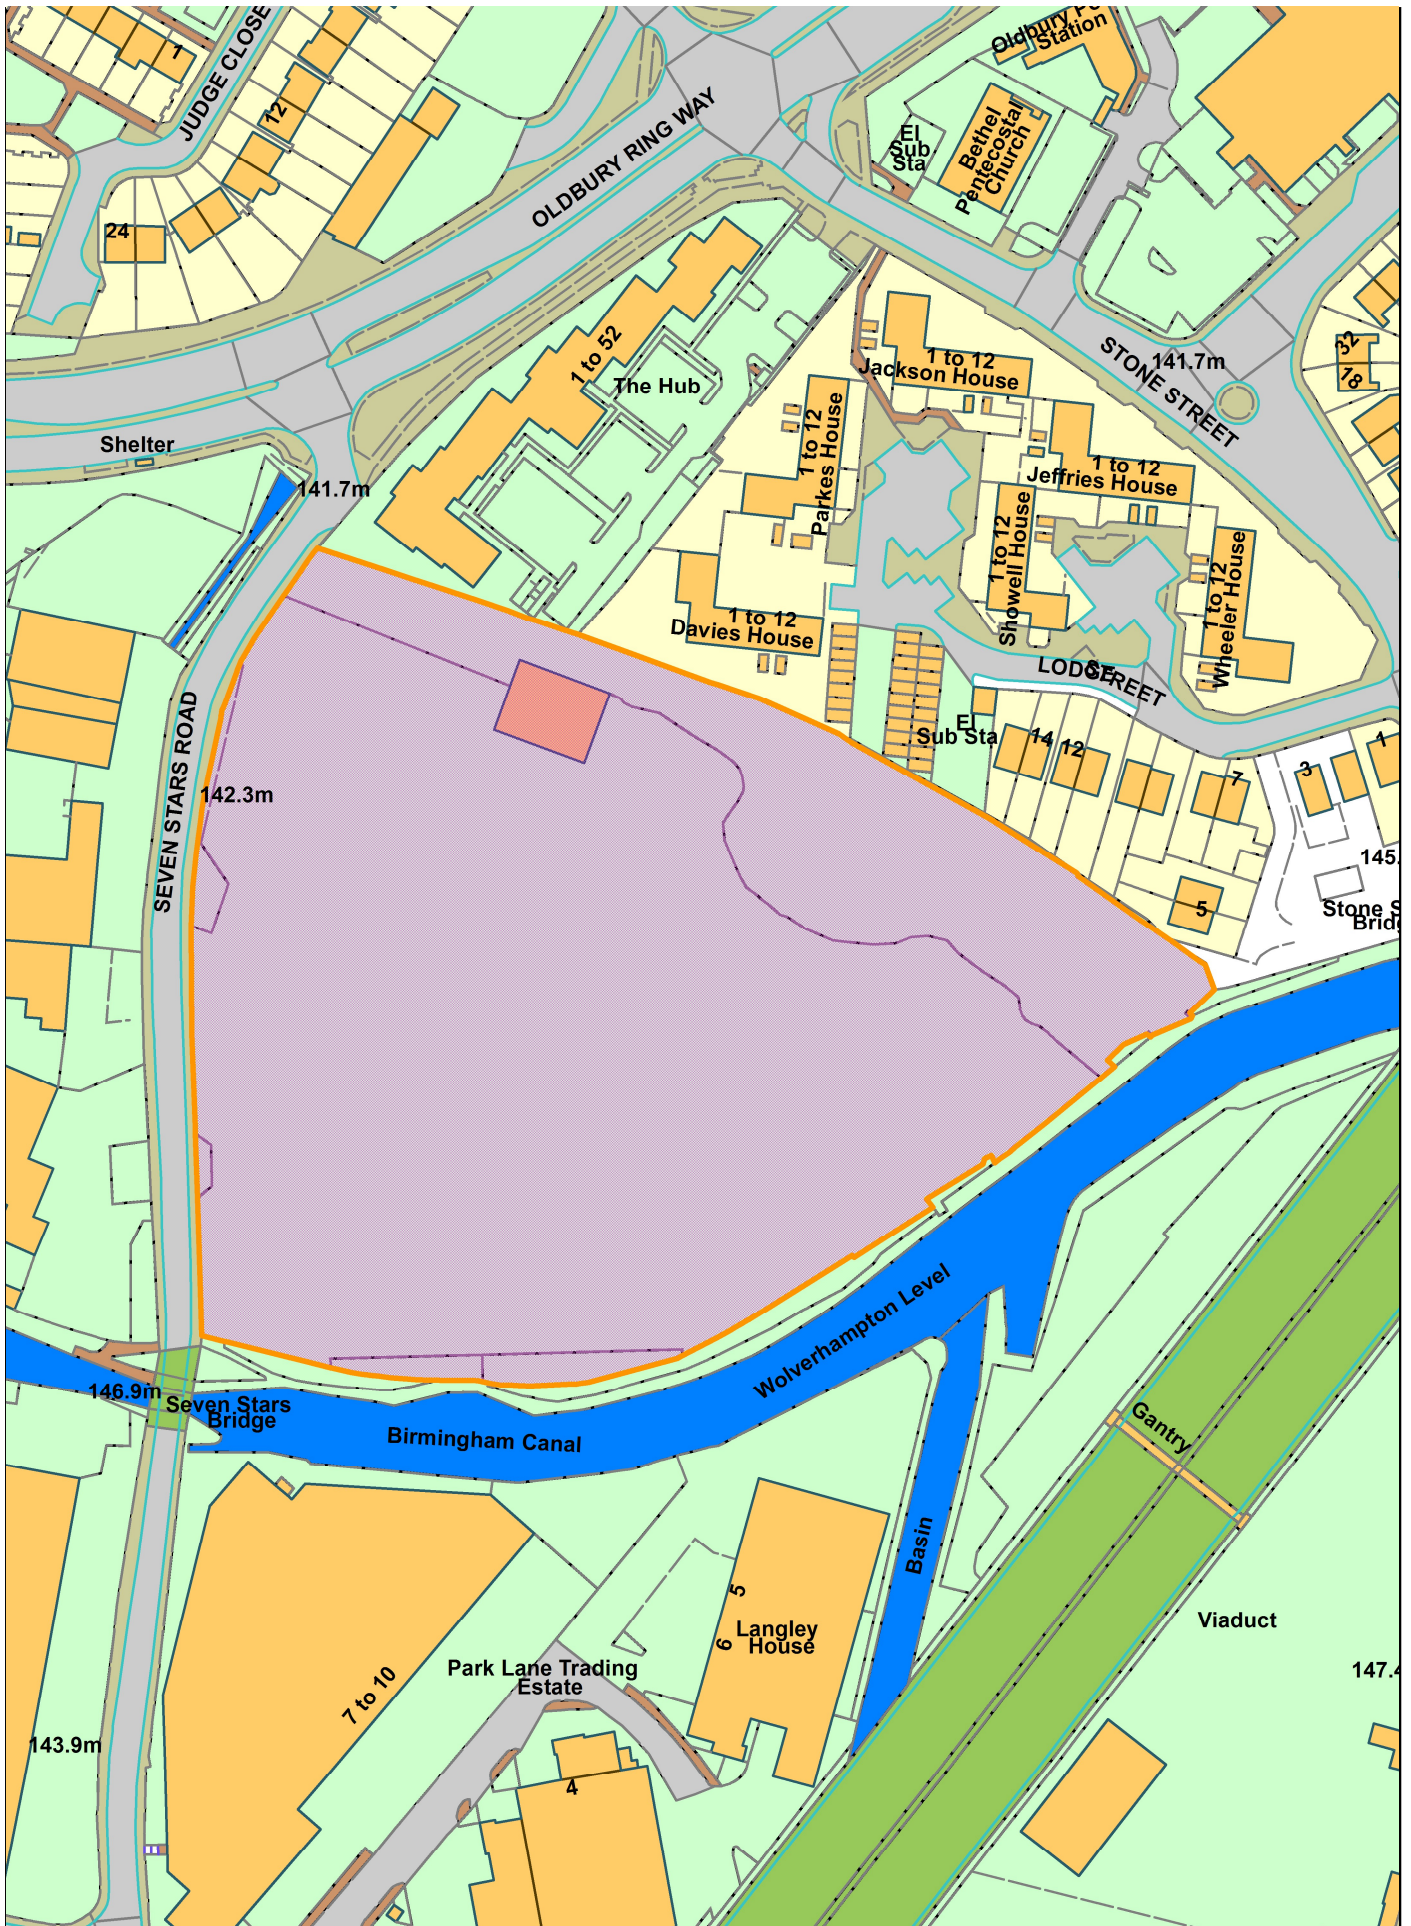 JUDGE CLOSE
1
12
24
OLDBURY RING WAY
Oldbury
Station
El
Sub
Sta
Bethel
Pentecostal
Church
1 to 52
The Hub
Shelter
141.7m
1 to 12
Jackson House
STONE STREET
141.7m
32
18
1 to 12
Parkes House
1 to 12
Jeffries House
1 to 12
Showell House
1 to 12
Wheeler House
1 to 12
Davies House
LODGE STREET
El
Sub Sta
14
12
7
3
1
5
145.
Stone S
Bridg
SEVEN STARS ROAD
142.3m
146.9m
Seven Stars
Bridge
Birmingham Canal
Wolverhampton Level
Gantry
Basin
Viaduct
5
6
Langley
House
Park Lane Trading
Estate
7 to 10
4
143.9m
147.4